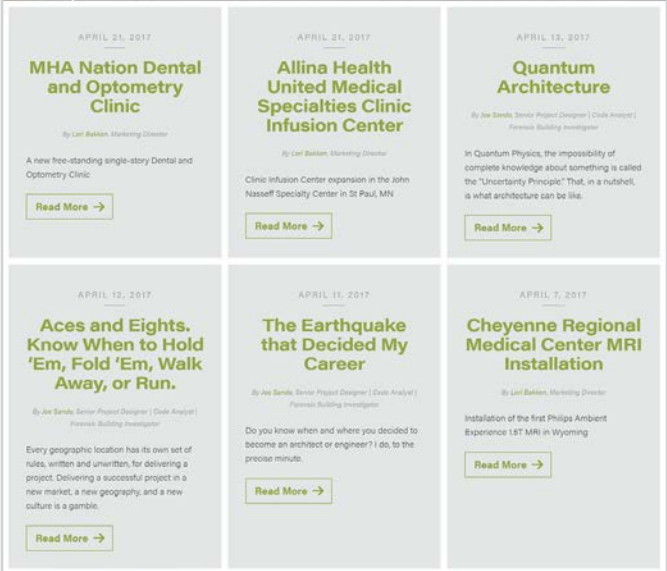 APRIL 21, 2017
MHA Nation Dental
and Optometry
Clinic
By Lori Bakken, Marketing Director
A new free-standing single-story Dental and
Optometry Clinic
Read More →
APRIL 21, 2017
Allina Health
United Medical
Specialties Clinic
Infusion Center
By Lori Bakken, Marketing Director
Clinic Infusion Center expansion in the John
Nasseff Specialty Center in St Paul, MN
Read More →
APRIL 13, 2017
Quantum
Architecture
By Joe Sando, Senior Project Designer | Code Analyst |
Forensic Building Investigator
In Quantum Physics, the impossibility of
complete knowledge about something is called
the "Uncertainty Principle." That, in a nutshell,
is what architecture can be like.
Read More →
APRIL 12, 2017
Aces and Eights.
Know When to Hold
'Em, Fold 'Em, Walk
Away, or Run.
By Joe Sando, Senior Project Designer | Code Analyst |
Forensic Building Investigator
Every geographic location has its own set of
rules, written and unwritten, for delivering a
project. Delivering a successful project in a
new market, a new geography, and a new
culture is a gamble.
Read More →
APRIL 11, 2017
The Earthquake
that Decided My
Career
By Joe Sando, Senior Project Designer | Code Analyst |
Forensic Building Investigator
Do you know when and where you decided to
become an architect or engineer? I do, to the
precise minute.
Read More →
APRIL 7, 2017
Cheyenne Regional
Medical Center MRI
Installation
By Lori Bakken, Marketing Director
Installation of the first Philips Ambient
Experience 1.6T MRI in Wyoming
Read More →